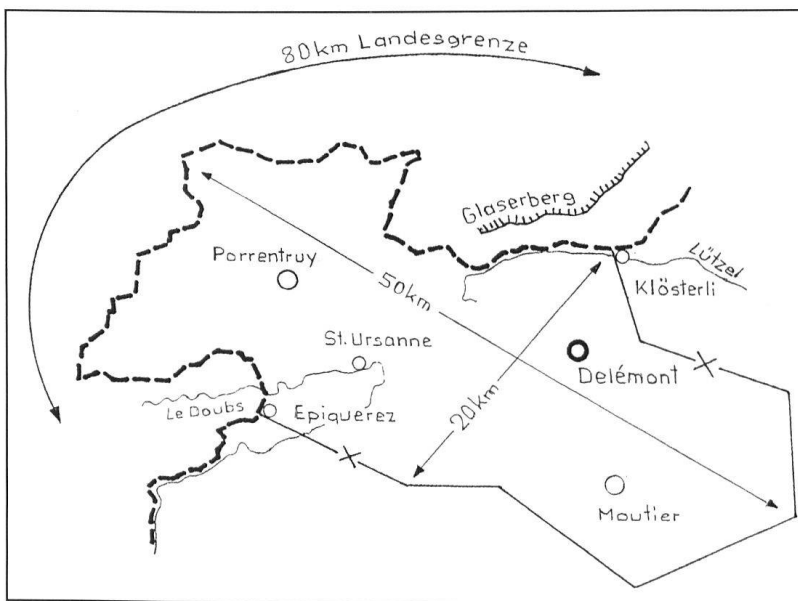 80km Landesgrenze
Glaserberg
Lützel
Porrentruy
50km
Klösterli
St. Ursanne
Delémont
Le Doubs
Epiquerez
20km
Moutier